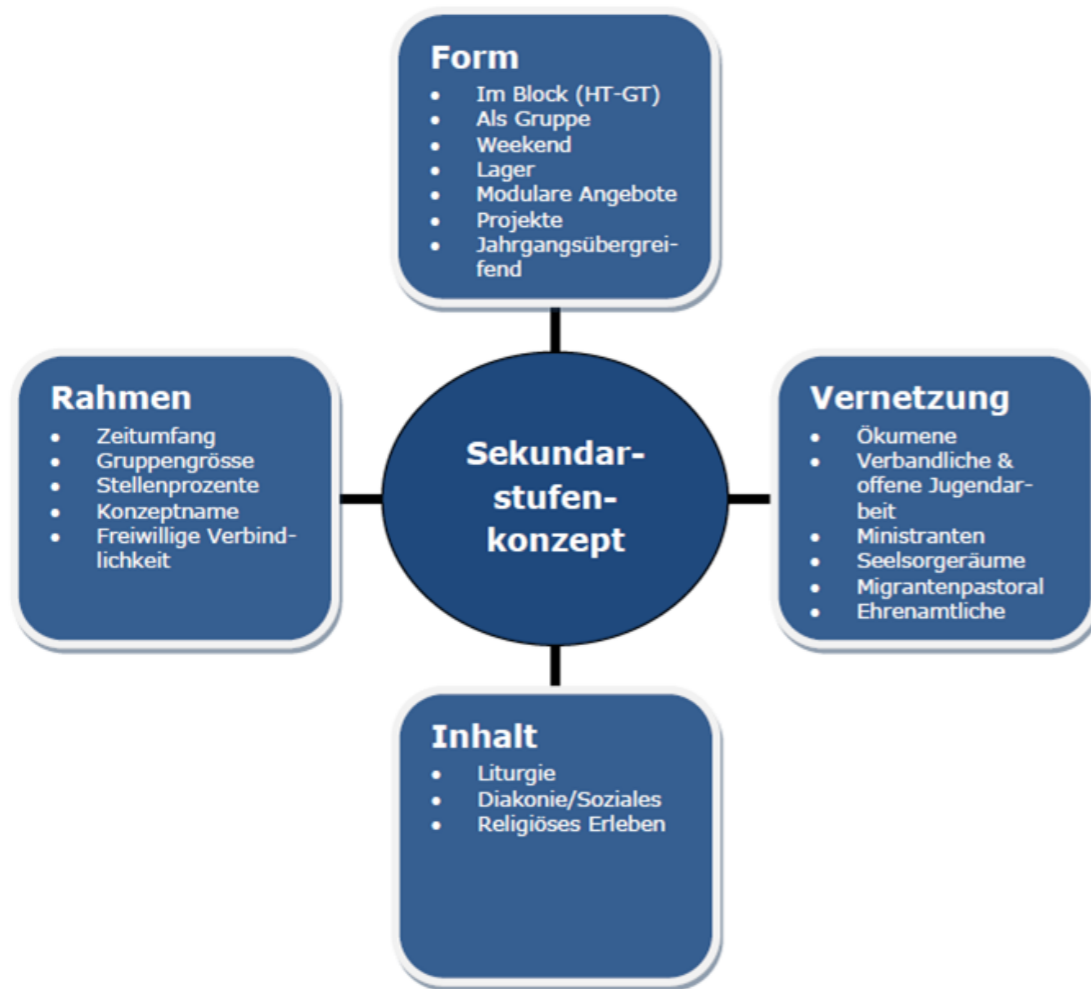 Form
• Im Block (HT-GT)
• Als Gruppe
• Weekend
• Lager
• Modulare Angebote
• Projekte
• Jahrgangsübergrei-
fend
Rahmen
• Zeitumfang
• Gruppengrösse
• Stellenprozente
• Konzeptname
• Freiwillige Verbind-
lichkeit
Sekundar-
stufen-
konzept
Vernetzung
• Ökumene
• Verbandliche &
offene Jugendar-
beit
• Ministranten
• Seelsorgeräume
• Migrantenpastoral
• Ehrenamtliche
Inhalt
• Liturgie
• Diakonie/Soziales
• Religiöses Erleben